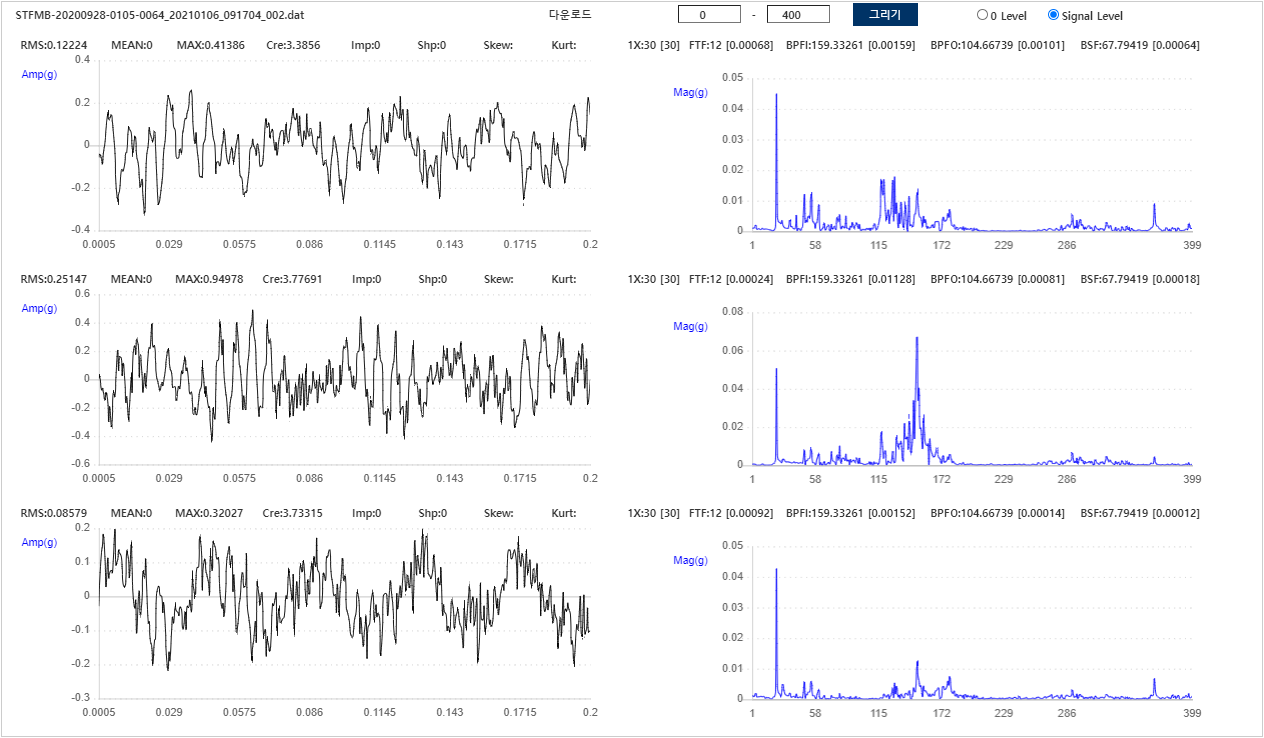 STFMB-20200928-0105-0064_20210106_091704_002.dat 다운로드 0 - 400 그리기 0 Level Signal Level
RMS:0.12224 MEAN:0 MAX:0.41386 Cre:3.3856 Imp:0 Shp:0 Skew: Kurt: 1X:30 [30] FTF:12 [0.00068] BPFI:159.33261 [0.00159] BPFO:104.66739 [0.00101] BSF:67.79419 [0.00064]
Amp(g)
0.4
0.2
0
-0.2
-0.4
0.0005 0.029 0.0575 0.086 0.1145 0.143 0.1715 0.2
Mag(g)
0.05
0.04
0.03
0.02
0.01
0
1 58 115 172 229 286 399
RMS:0.25147 MEAN:0 MAX:0.94978 Cre:3.77691 Imp:0 Shp:0 Skew: Kurt: 1X:30 [30] FTF:12 [0.00024] BPFI:159.33261 [0.01128] BPFO:104.66739 [0.00081] BSF:67.79419 [0.00018]
Amp(g)
0.6
0.4
0.2
0
-0.2
-0.4
-0.6
0.0005 0.029 0.0575 0.086 0.1145 0.143 0.1715 0.2
Mag(g)
0.08
0.06
0.04
0.02
0
1 58 115 172 229 286 399
RMS:0.08579 MEAN:0 MAX:0.32027 Cre:3.73315 Imp:0 Shp:0 Skew: Kurt: 1X:30 [30] FTF:12 [0.00092] BPFI:159.33261 [0.00152] BPFO:104.66739 [0.00014] BSF:67.79419 [0.00012]
Amp(g)
0.2
0.1
0
-0.1
-0.2
-0.3
0.0005 0.029 0.0575 0.086 0.1145 0.143 0.1715 0.2
Mag(g)
0.05
0.04
0.03
0.02
0.01
0
1 58 115 172 229 286 399